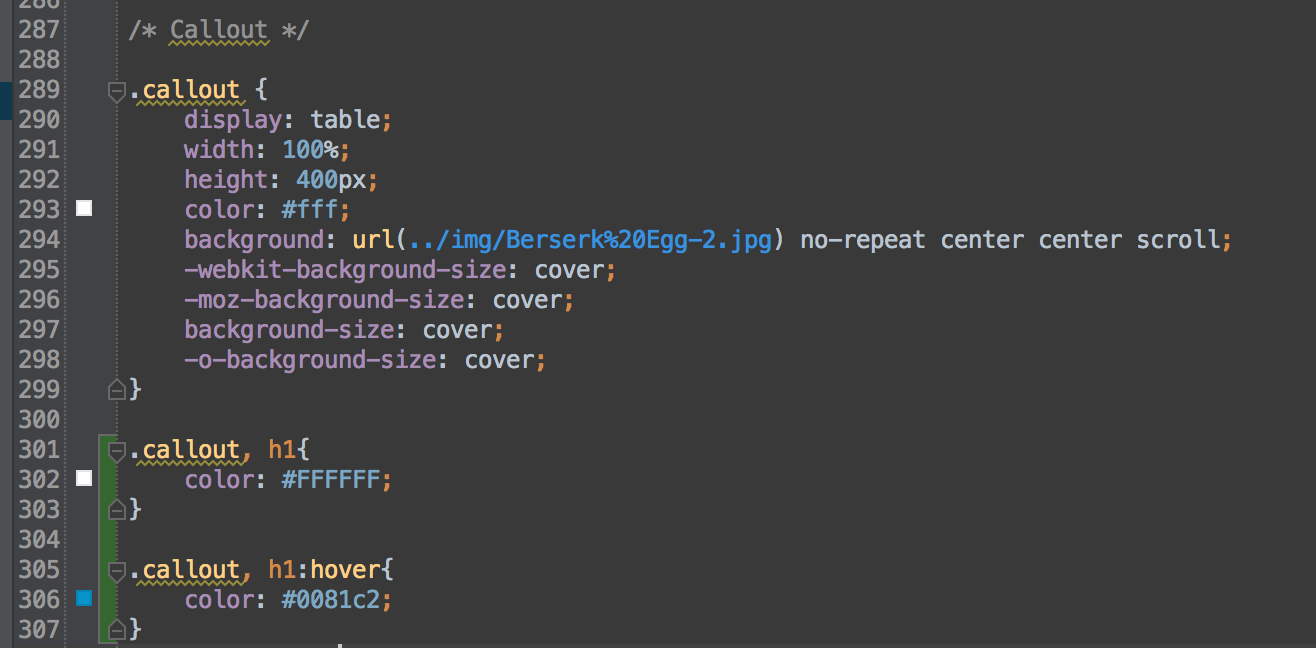 286
287 /* Callout */
288
289 .callout {
290 display: table;
291 width: 100%;
292 height: 400px;
293 color: #fff;
294 background: url(../img/Berserk%20Egg-2.jpg) no-repeat center center scroll;
295 -webkit-background-size: cover;
296 -moz-background-size: cover;
297 background-size: cover;
298 -o-background-size: cover;
299 }
300
301 .callout, h1{
302 color: #FFFFFF;
303 }
304
305 .callout, h1:hover{
306 color: #0081c2;
307 }